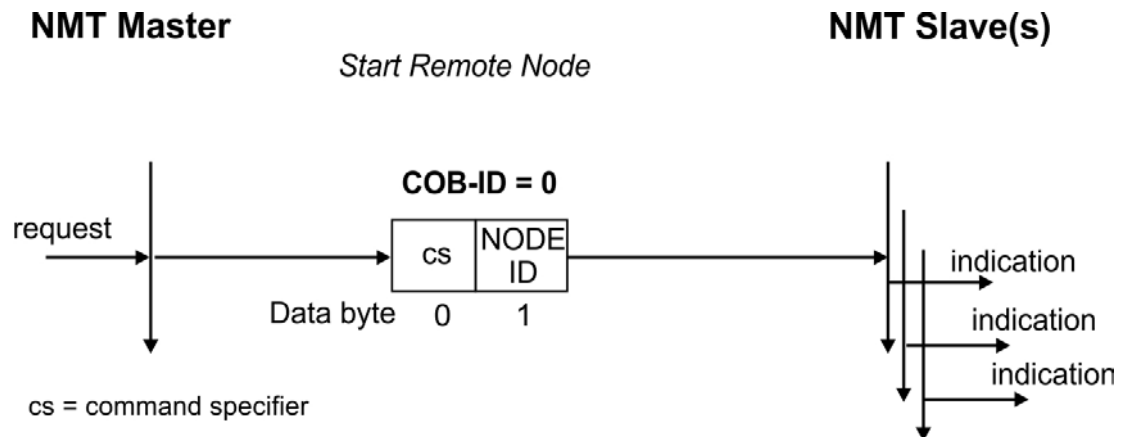 NMT Master
NMT Slave(s)
Start Remote Node
COB-ID = 0
request
cs
NODE
ID
indication
Data byte 0 1
indication
indication
cs = command specifier